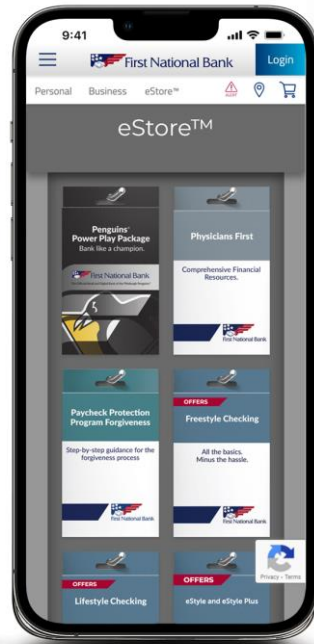 9:41
First National Bank
Login
Personal Business eStore™
ALERT
eStore™
Penguins®
Power Play Package
Bank like a champion.
First National Bank
Physicians First
Comprehensive Financial
Resources.
First National Bank
Paycheck Protection
Program Forgiveness
Step-by-step guidance for the
forgiveness process
First National Bank
OFFERS
Freestyle Checking
All the basics.
Minus the hassle.
First National Bank
OFFERS
Lifestyle Checking
OFFERS
eStyle and eStyle Plus
Privacy - Terms